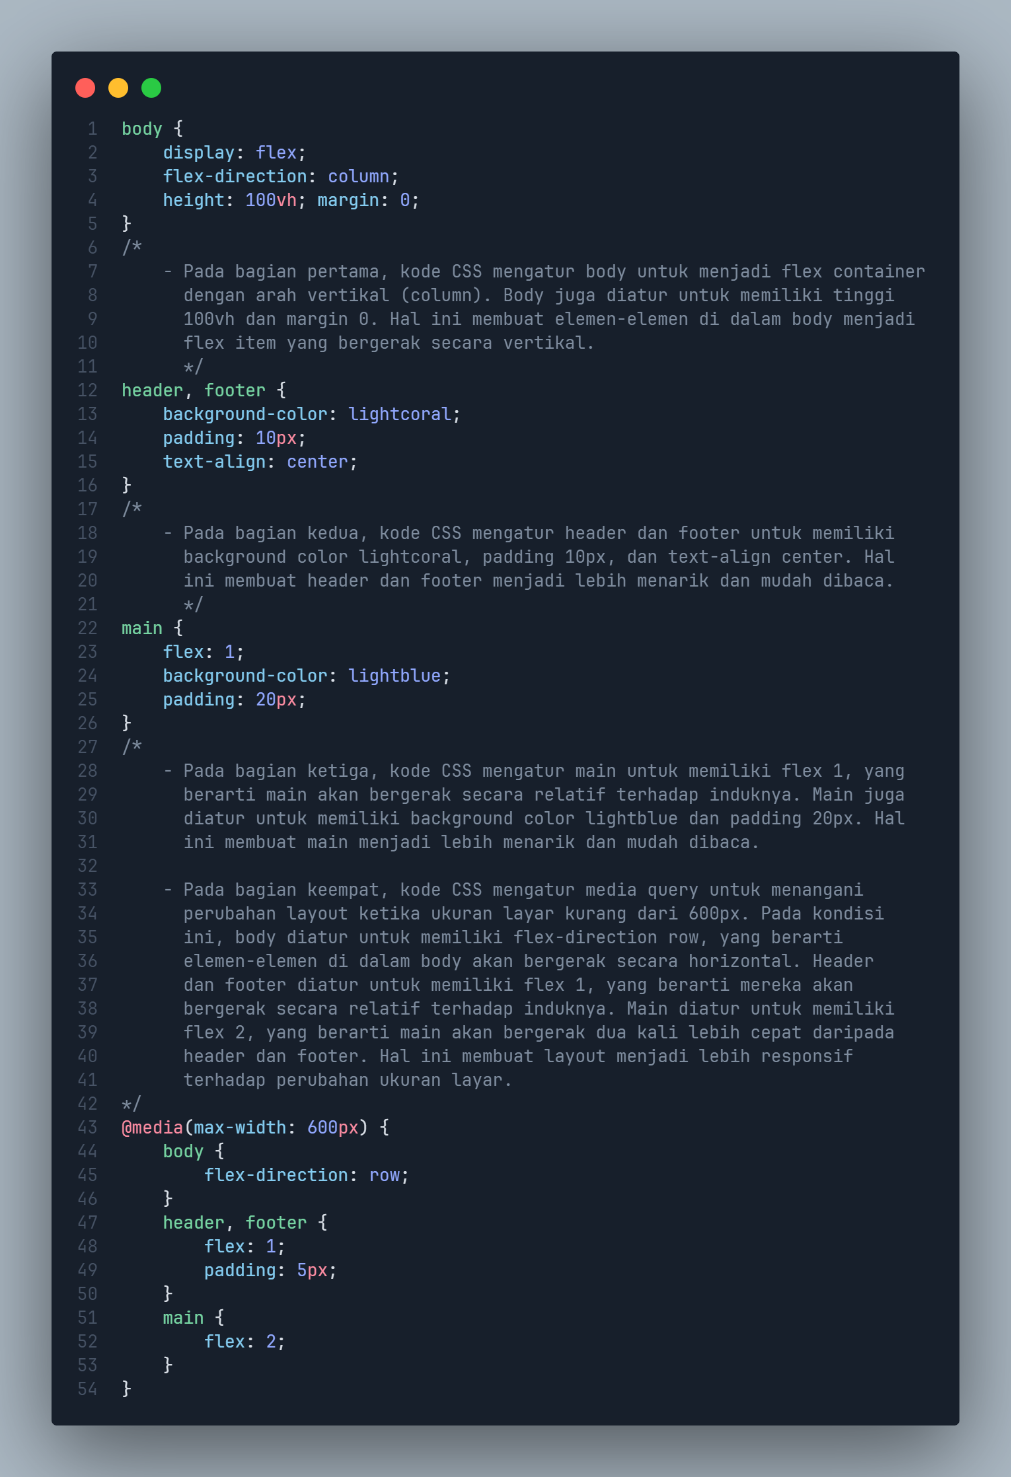 1 body {
2     display: flex;
3     flex-direction: column;
4     height: 100vh; margin: 0;
5 }
6 /*
7     - Pada bagian pertama, kode CSS mengatur body untuk menjadi flex container
8       dengan arah vertikal (column). Body juga diatur untuk memiliki tinggi
9       100vh dan margin 0. Hal ini membuat elemen-elemen di dalam body menjadi
10       flex item yang bergerak secara vertikal.
11       */
12 header, footer {
13     background-color: lightcoral;
14     padding: 10px;
15     text-align: center;
16 }
17 /*
18     - Pada bagian kedua, kode CSS mengatur header dan footer untuk memiliki
19       background color lightcoral, padding 10px, dan text-align center. Hal
20       ini membuat header dan footer menjadi lebih menarik dan mudah dibaca.
21       */
22 main {
23     flex: 1;
24     background-color: lightblue;
25     padding: 20px;
26 }
27 /*
28     - Pada bagian ketiga, kode CSS mengatur main untuk memiliki flex 1, yang
29       berarti main akan bergerak secara relatif terhadap induknya. Main juga
30       diatur untuk memiliki background color lightblue dan padding 20px. Hal
31       ini membuat main menjadi lebih menarik dan mudah dibaca.
32
33     - Pada bagian keempat, kode CSS mengatur media query untuk menangani
34       perubahan layout ketika ukuran layar kurang dari 600px. Pada kondisi
35       ini, body diatur untuk memiliki flex-direction row, yang berarti
36       elemen-elemen di dalam body akan bergerak secara horizontal. Header
37       dan footer diatur untuk memiliki flex 1, yang berarti mereka akan
38       bergerak secara relatif terhadap induknya. Main diatur untuk memiliki
39       flex 2, yang berarti main akan bergerak dua kali lebih cepat daripada
40       header dan footer. Hal ini membuat layout menjadi lebih responsif
41       terhadap perubahan ukuran layar.
42 */
43 @media(max-width: 600px) {
44     body {
45         flex-direction: row;
46     }
47     header, footer {
48         flex: 1;
49         padding: 5px;
50     }
51     main {
52         flex: 2;
53     }
54 }